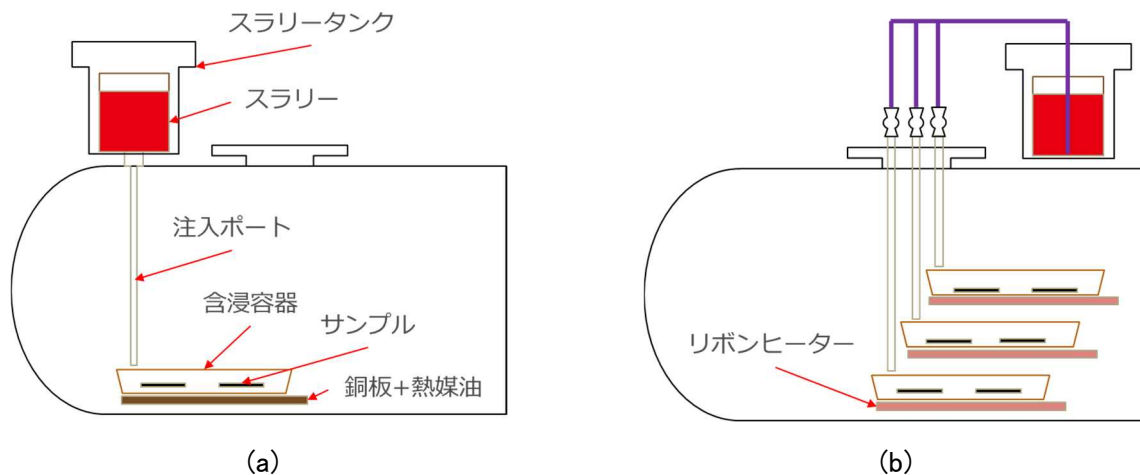 スラリータンク
スラリー
注入ポート
含浸容器
サンプル
銅板+熱媒油
リボンヒーター
(a)
(b)